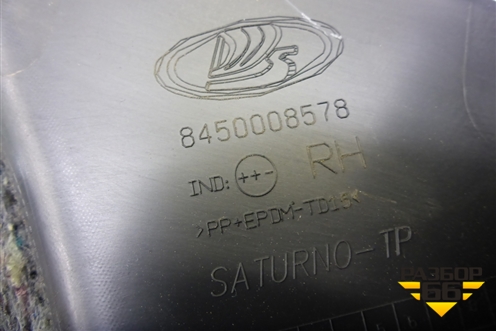 8450008578
RH
IND: ++-
>PP+EPDM-TD15<
SATURNO-TP
РАЗБОР
66